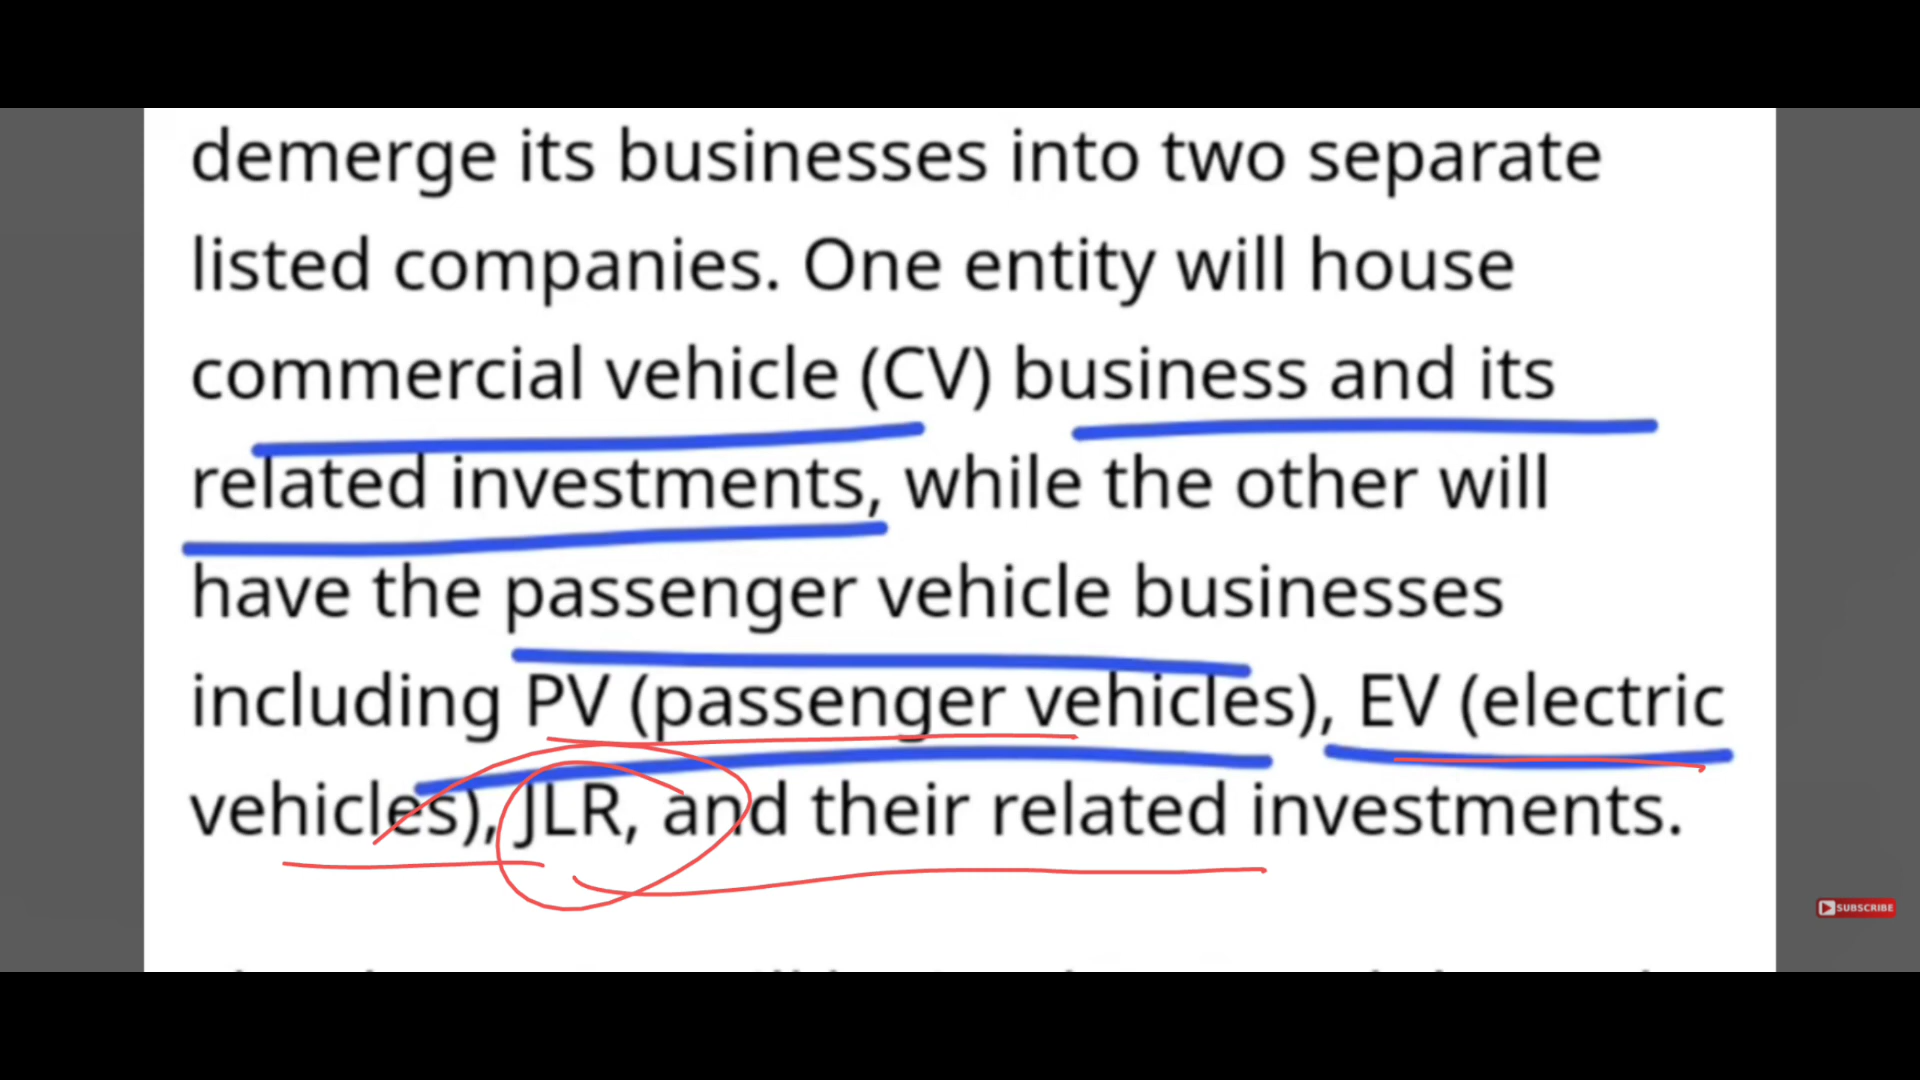 demerge its businesses into two separate
listed companies. One entity will house
commercial vehicle (CV) business and its
related investments, while the other will
have the passenger vehicle businesses
including PV (passenger vehicles), EV (electric
vehicles), JLR, and their related investments.
SUBSCRIBE